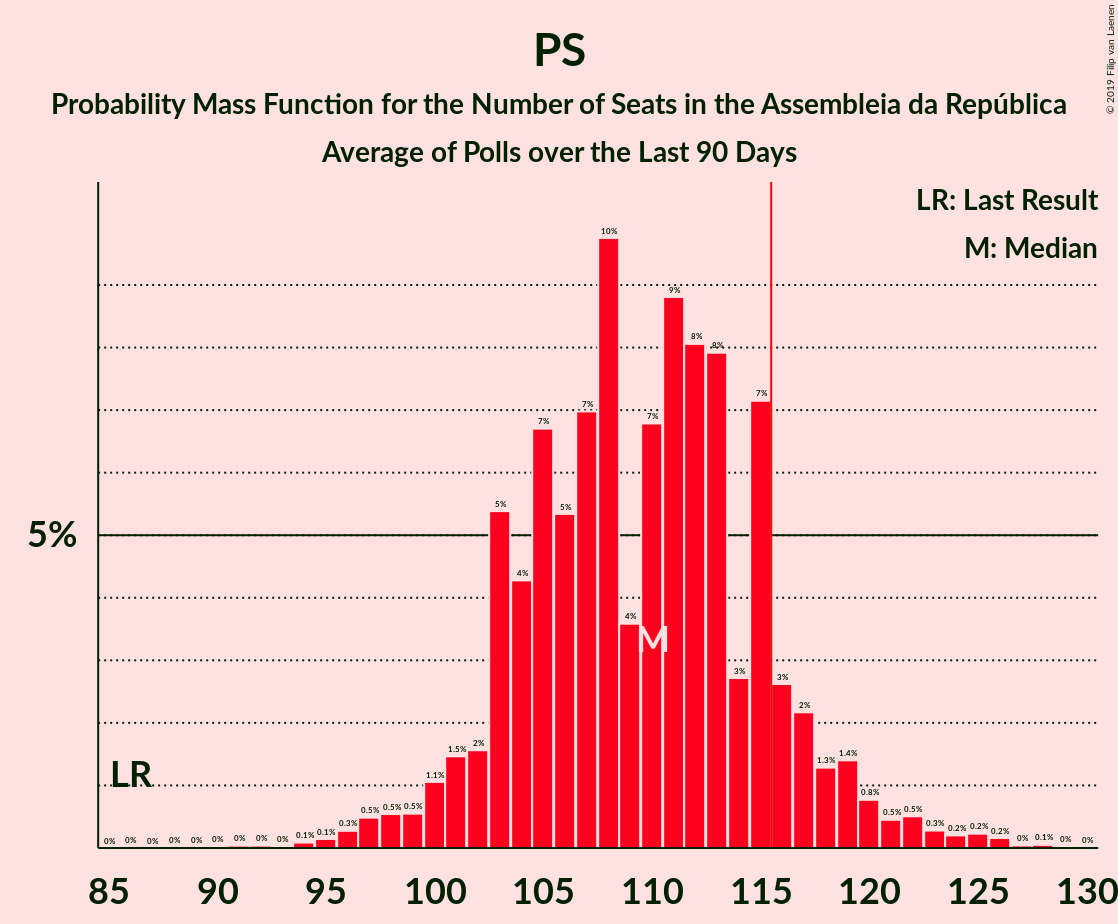 PS
Probability Mass Function for the Number of Seats in the Assembleia da República
Average of Polls over the Last 90 Days
© 2019 Filip van Laenen
LR: Last Result
M: Median
5%
LR
M
0% 0% 0% 0% 0% 0% 0% 0% 0% 0.1% 0.1% 0.3% 0.5% 0.5% 0.5% 1.1% 1.5% 2% 5% 4% 7% 5% 7% 10% 4% 7% 9% 8% 8% 3% 7% 3% 2% 1.3% 1.4% 0.8% 0.5% 0.5% 0.3% 0.2% 0.2% 0.2% 0% 0.1% 0% 0%
85 90 95 100 105 110 115 120 125 130